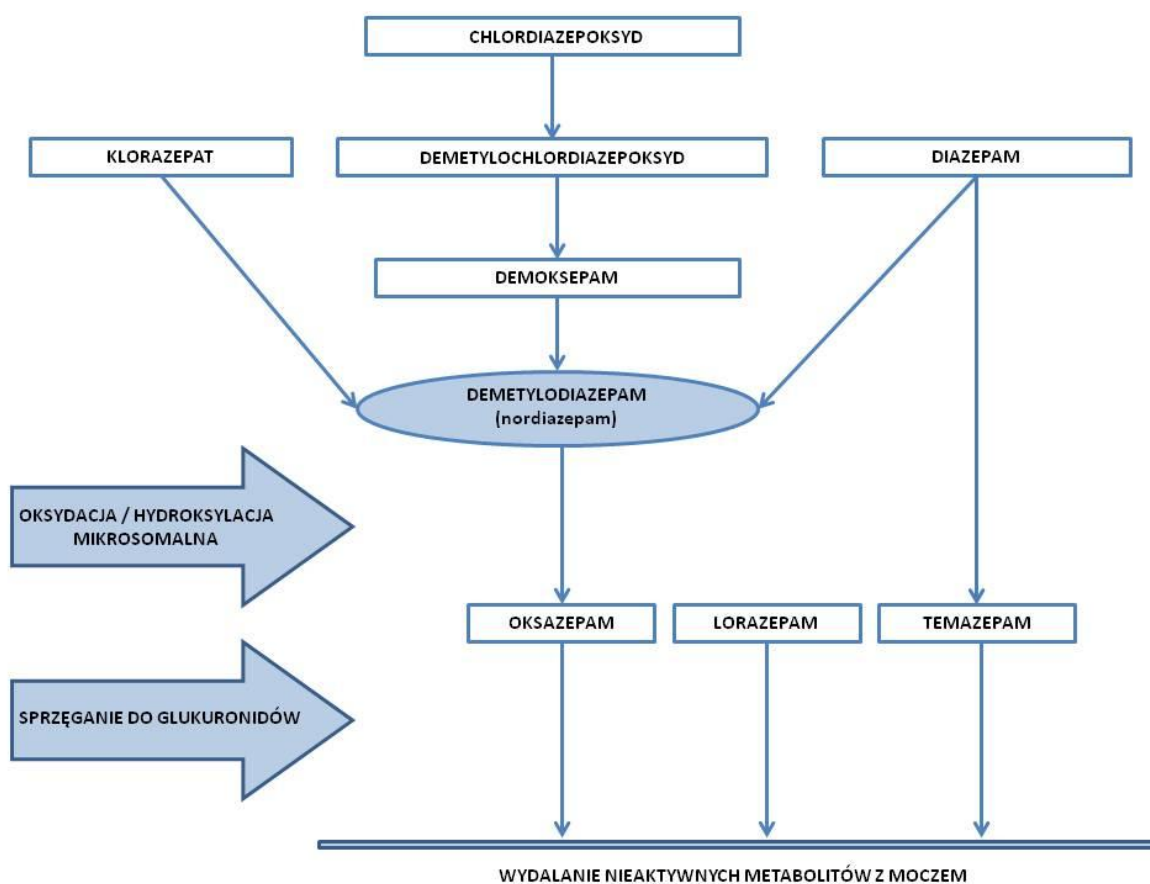 CHLORDIAZEPOKSYD
KLORAZEPAT
DEMETYLOCHLORDIAZEPOKSYD
DIAZEPAM
DEMOKSEPAM
DEMETYLODIAZEPAM
(nordiazepam)
OKSYDACJA / HYDROKSYLACJA
MIKROSOMALNA
OKSAZEPAM
LORAZEPAM
TEMAZEPAM
SPRZĘGANIE DO GLUKURONIDÓW
WYDALANIE NIEAKTYWNYCH METABOLITÓW Z MOCZEM